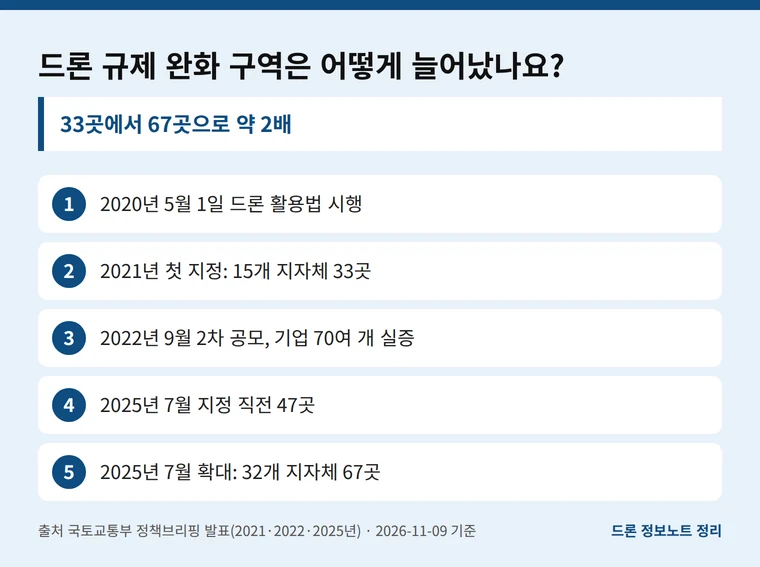 드론 규제 완화 구역은 어떻게 늘어났나요?
33곳에서 67곳으로 약 2배
1 2020년 5월 1일 드론 활용법 시행
2 2021년 첫 지정: 15개 지자체 33곳
3 2022년 9월 2차 공모, 기업 70여 개 실증
4 2025년 7월 지정 직전 47곳
5 2025년 7월 확대: 32개 지자체 67곳
출처 국토교통부 정책브리핑 발표(2021·2022·2025년) · 2026-11-09 기준 드론 정보노트 정리